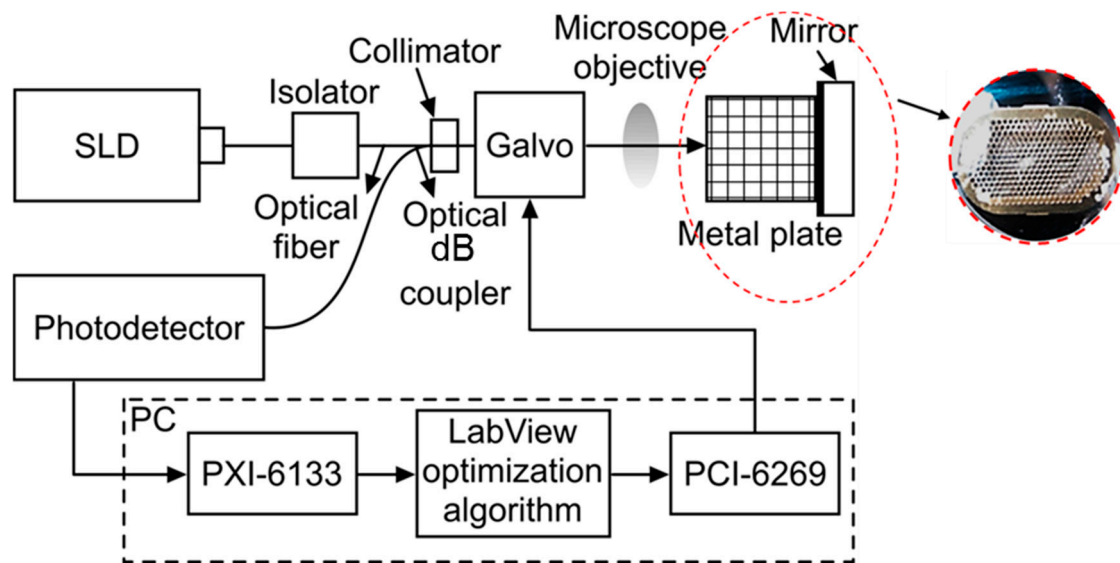 SLD
Isolator
Collimator
Galvo
Microscope
objective
Mirror
Optical
fiber
Optical
dB
coupler
Metal plate
Photodetector
PC
PXI-6133
LabView
optimization
algorithm
PCI-6269